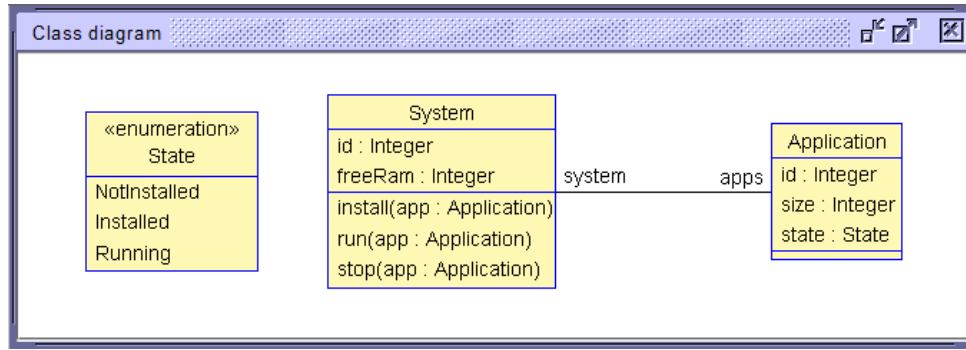 Class diagram
«enumeration»
State
NotInstalled
Installed
Running
System
id : Integer
freeRam : Integer
install(app : Application)
run(app : Application)
stop(app : Application)
system
apps
Application
id : Integer
size : Integer
state : State